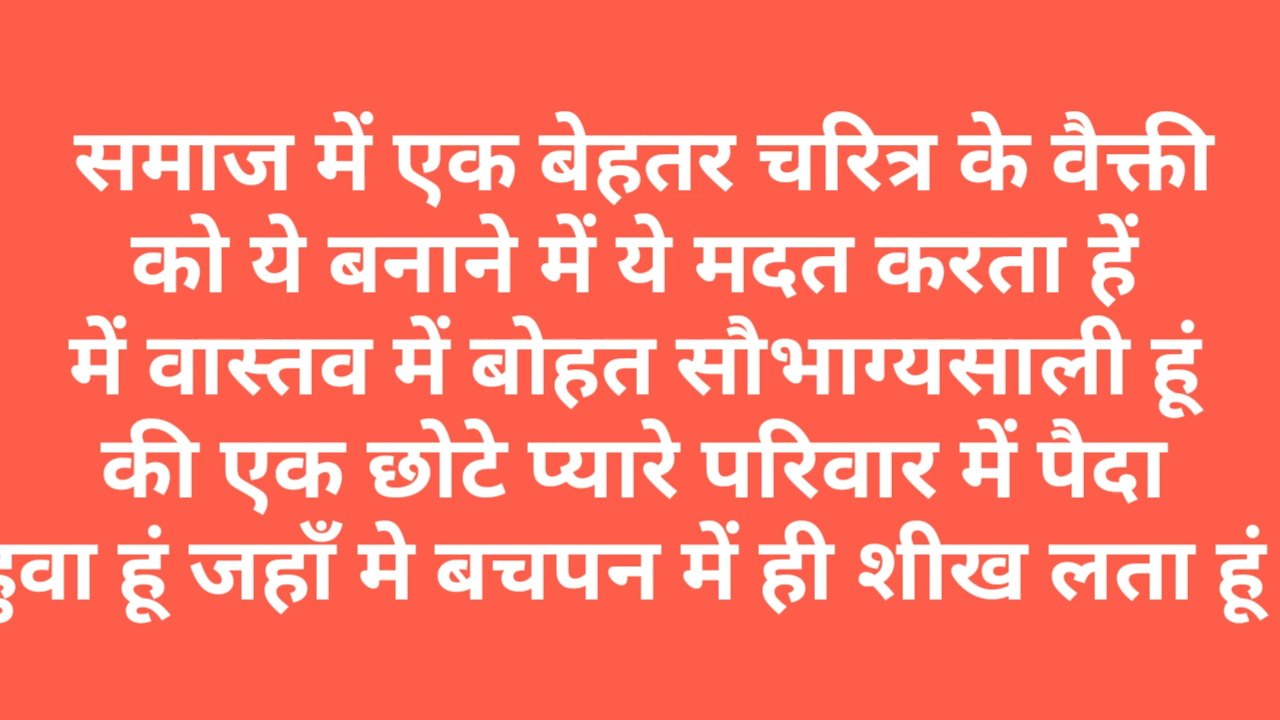 समाज में एक बेहतर चरित्र के वैक्ती
को ये बनाने में ये मदत करता हें
में वास्तव में बोहत सौभाग्यसाली हूं
की एक छोटे प्यारे परिवार में पैदा
हुवा हूं जहाँ मे बचपन में ही शीख लता हूं